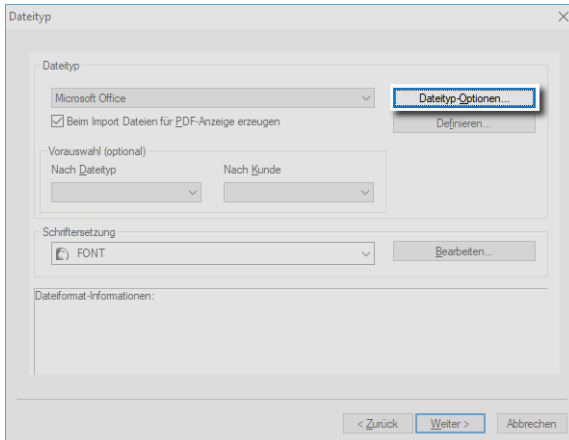 Dateityp
Dateityp
Microsoft Office
Dateityp-Optionen...
Beim Import Dateien für PDF-Anzeige erzeugen
Definieren...
Vorauswahl (optional)
Nach Dateityp Nach Kunde
Schriftersetzung
FONT
Bearbeiten...
Dateiformat-Informationen:
< Zurück Weiter > Abbrechen